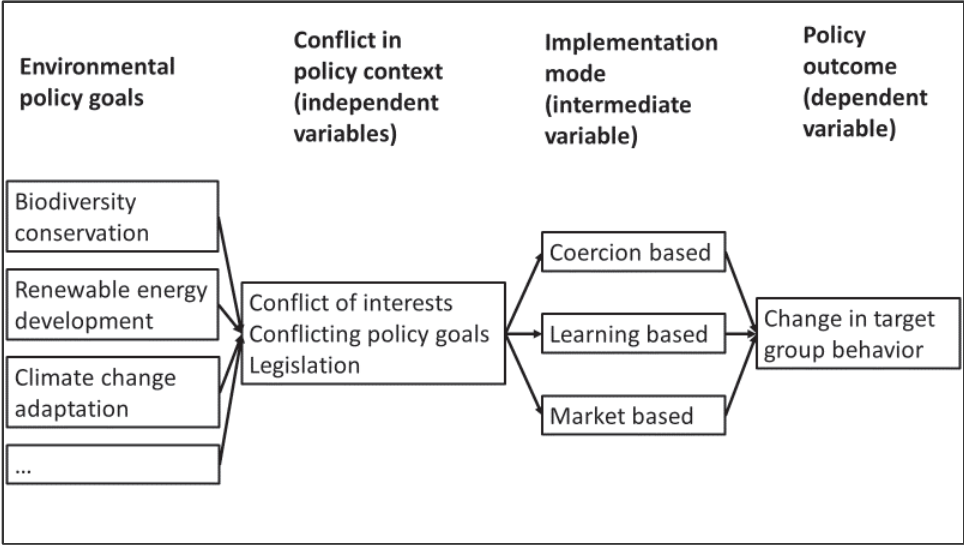 Environmental
policy goals
Conflict in
policy context
(independent
variables)
Implementation
mode
(intermediate
variable)
Policy
outcome
(dependent
variable)
Biodiversity
conservation
Renewable energy
development
Climate change
adaptation
...
Conflict of interests
Conflicting policy goals
Legislation
Coercion based
Learning based
Market based
Change in target
group behavior